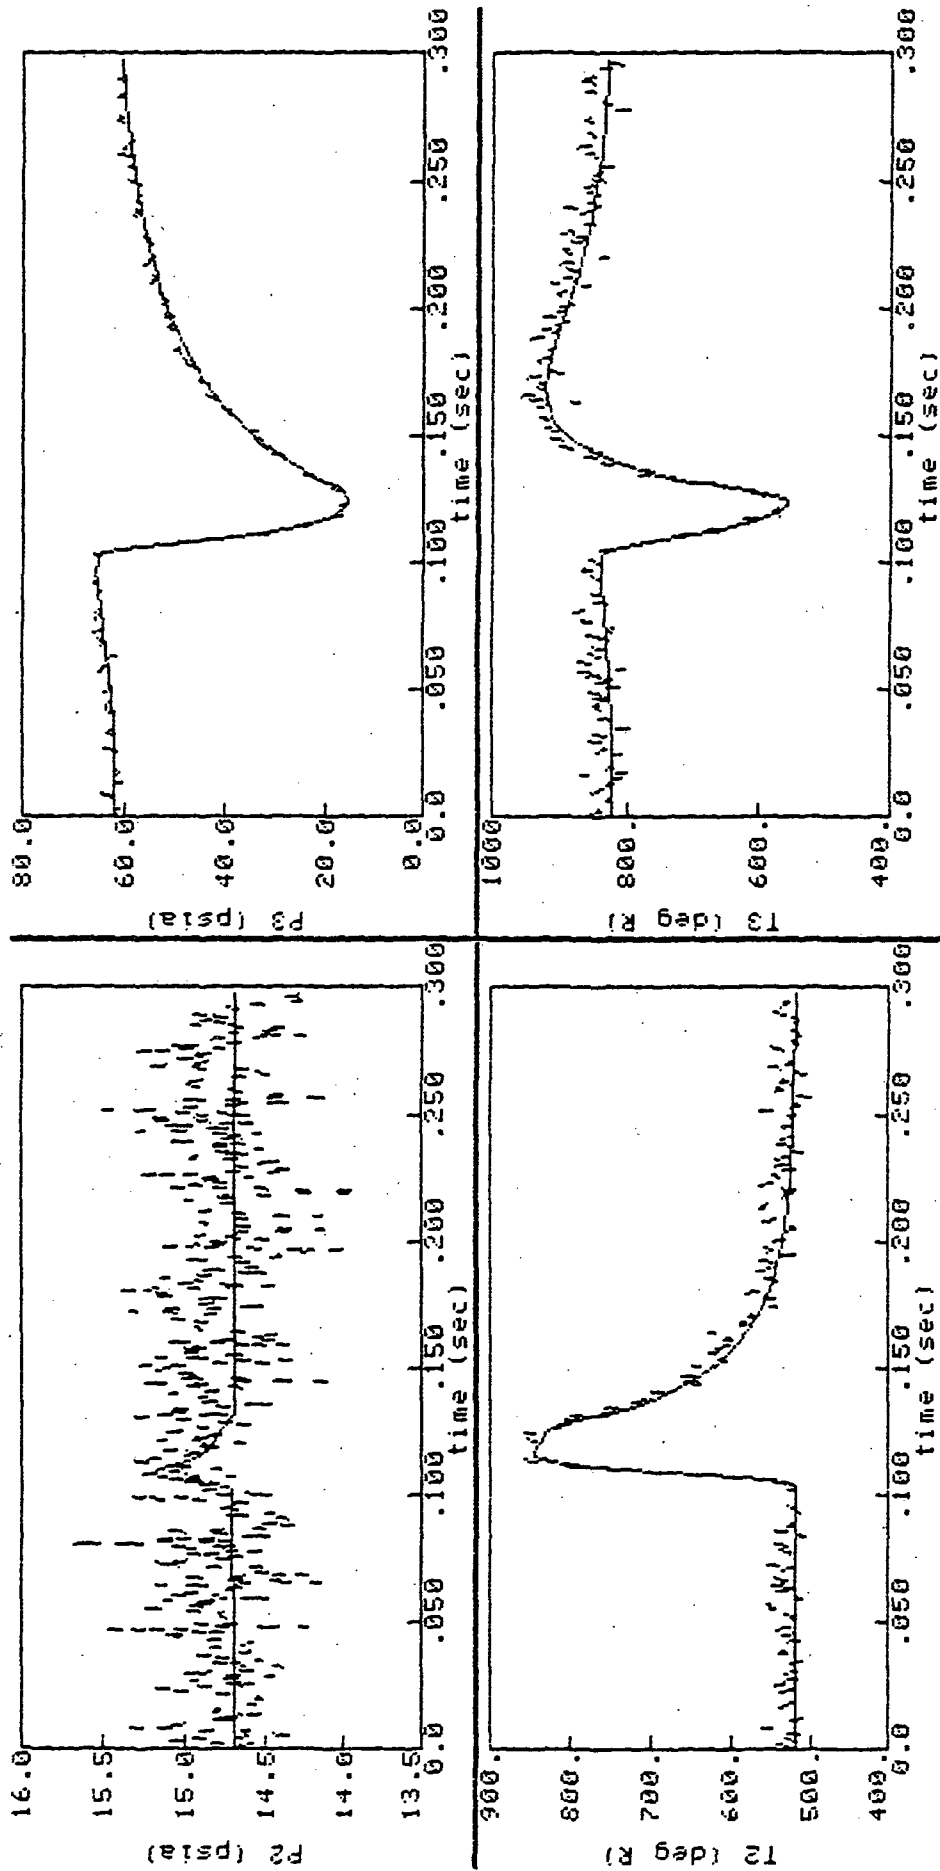 16.0
15.5
15.0
14.5
14.0
13.5
P2 (psia)
0.0 .050 .100 .150 .200 .250 .300
time (sec)
80.0
60.0
40.0
20.0
0.0
P3 (psia)
0.0 .050 .100 .150 .200 .250 .300
time (sec)
900.
800.
700.
600.
500.
400.
T2 (deg R)
0.0 .050 .100 .150 .200 .250 .300
time (sec)
1000
800.
600.
400.
T3 (deg R)
0.0 .050 .100 .150 .200 .250 .300
time (sec)